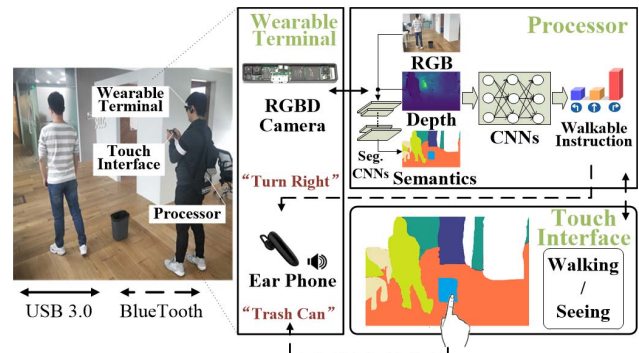 Wearable
Terminal
Processor
RGB
RGBD
Camera
Depth
CNNs
Walkable
Instruction
Seg.
CNNs
Semantics
Wearable
Terminal
Touch
Interface
Processor
"Turn Right"
Ear Phone
"Trash Can"
Touch
Interface
Walking
/
Seeing
USB 3.0
BlueTooth